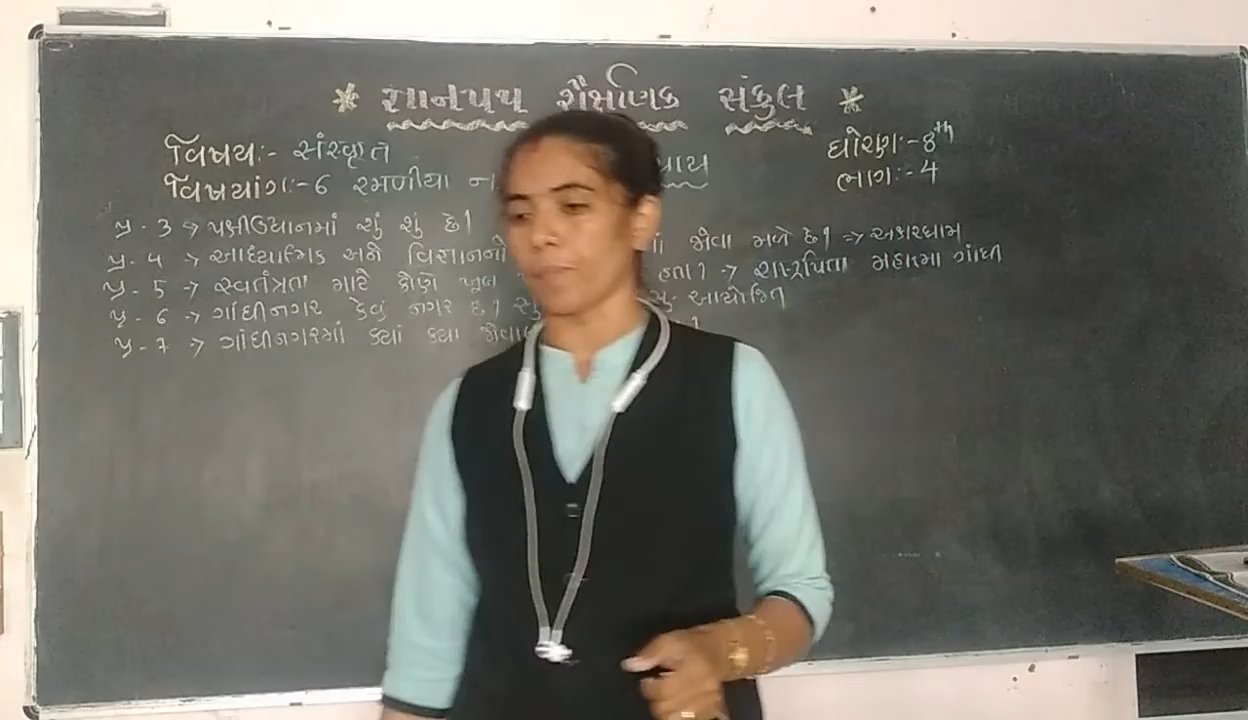 * જ્ઞાનપથ શૈક્ષણિક સંકુલ *
વિષય:- સંસ્કૃત ધોરણ:-8th
વિષયાંગ:-6 રમણીયા ભાગ:-4
પ્ર-3 → પક્ષીઉધાનમાં શું શું છે?
પ્ર-4 → આધ્યાત્મિક અને વિજ્ઞાનનો જોવા મળે છે? → અક્ષરધામ
પ્ર-5 → સ્વતંત્રતા માટે કોણે હતા? → રાષ્ટ્રપિતા મહાત્મા ગાંધી
પ્ર-6 → ગાંધીનગર કેવું નગર છે? સુ- આયોજિત
પ્ર-7 → ગાંધીનગરમાં ક્યાં ક્યા